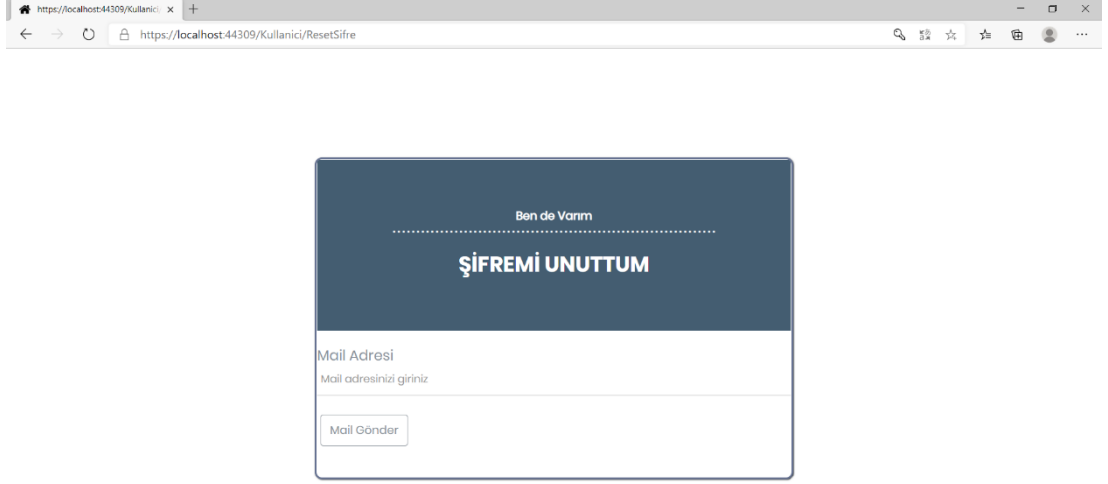 https://localhost:44309/Kullanici/
https://localhost:44309/Kullanici/ResetSifre
Ben de Varım
ŞİFREMİ UNUTTUM
Mail Adresi
Mail adresinizi giriniz
Mail Gönder